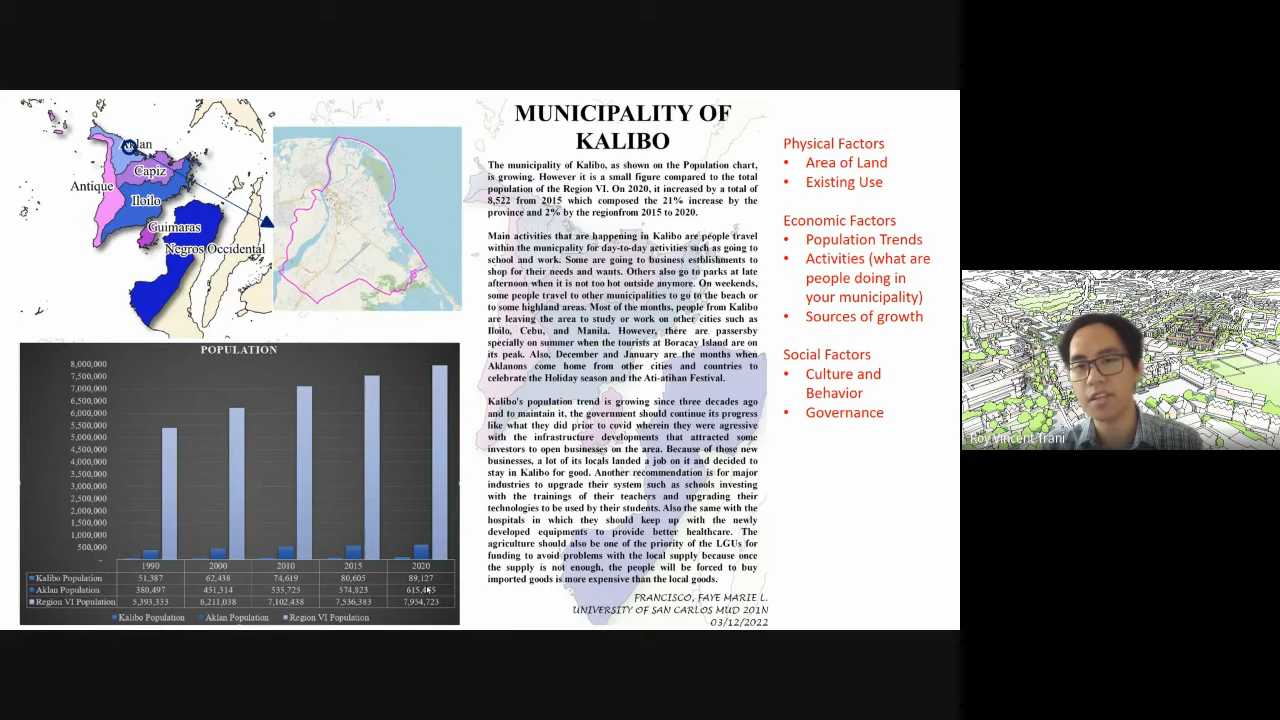 Aklan
Capiz
Antique
Iloilo
Guimaras
Negros Occidental
MUNICIPALITY OF
KALIBO
The municipality of Kalibo, as shown on the Population chart,
is growing. However it is a small figure compared to the total
population of the Region VI. On 2020, it increased by a total of
8,522 from 2015 which composed the 21% increase by the
province and 2% by the regionfrom 2015 to 2020.
Main activities that are happening in Kalibo are people travel
within the municpality for day-to-day activities such as going to
school and work. Some are going to business estblishments to
shop for their needs and wants. Others also go to parks at late
afternoon when it is not too hot outside anymore. On weekends,
some people travel to other municipalities to go to the beach or
to some highland areas. Most of the months, people from Kalibo
are leaving the area to study or work on other cities such as
Iloilo, Cebu, and Manila. However, there are passersby
specially on summer when the tourists at Boracay Island are on
its peak. Also, December and January are the months when
Aklanons come home from other cities and countries to
celebrate the Holiday season and the Ati-atihan Festival.
Kalibo's population trend is growing since three decades ago
and to maintain it, the government should continue its progress
like what they did prior to covid wherein they were agressive
with the infrastructure developments that attracted some
investors to open businesses on the area. Because of those new
businesses, a lot of its locals landed a job on it and decided to
stay in Kalibo for good. Another recommendation is for major
industries to upgrade their system such as schools investing
with the trainings of their teachers and upgrading their
technologies to be used by their students. Also the same with the
hospitals in which they should keep up with the newly
developed equipments to provide better healthcare. The
agriculture should also be one of the priority of the LGUs for
funding to avoid problems with the local supply because once
the supply is not enough, the people will be forced to buy
imported goods is more expensive than the local goods.
FRANCISCO, FAYE MARIE L.
UNIVERSITY OF SAN CARLOS MUD 201N
03/12/2022
Physical Factors
• Area of Land
• Existing Use
Economic Factors
• Population Trends
• Activities (what are
people doing in
your municipality)
• Sources of growth
Social Factors
• Culture and
Behavior
• Governance
POPULATION
8,000,000
7,500,000
7,000,000
6,500,000
6,000,000
5,500,000
5,000,000
4,500,000
4,000,000
3,500,000
3,000,000
2,500,000
2,000,000
1,500,000
1,000,000
500,000
-
1990 2000 2010 2015 2020
Kalibo Population 51,387 62,438 74,619 80,605 89,127
Aklan Population 380,497 451,314 535,725 574,823
Region VI Population 5,393,333 6,211,038 7,102,438 7,536,383 7,954,723
Kalibo Population Aklan Population Region VI Population
Roy Vincent Trani